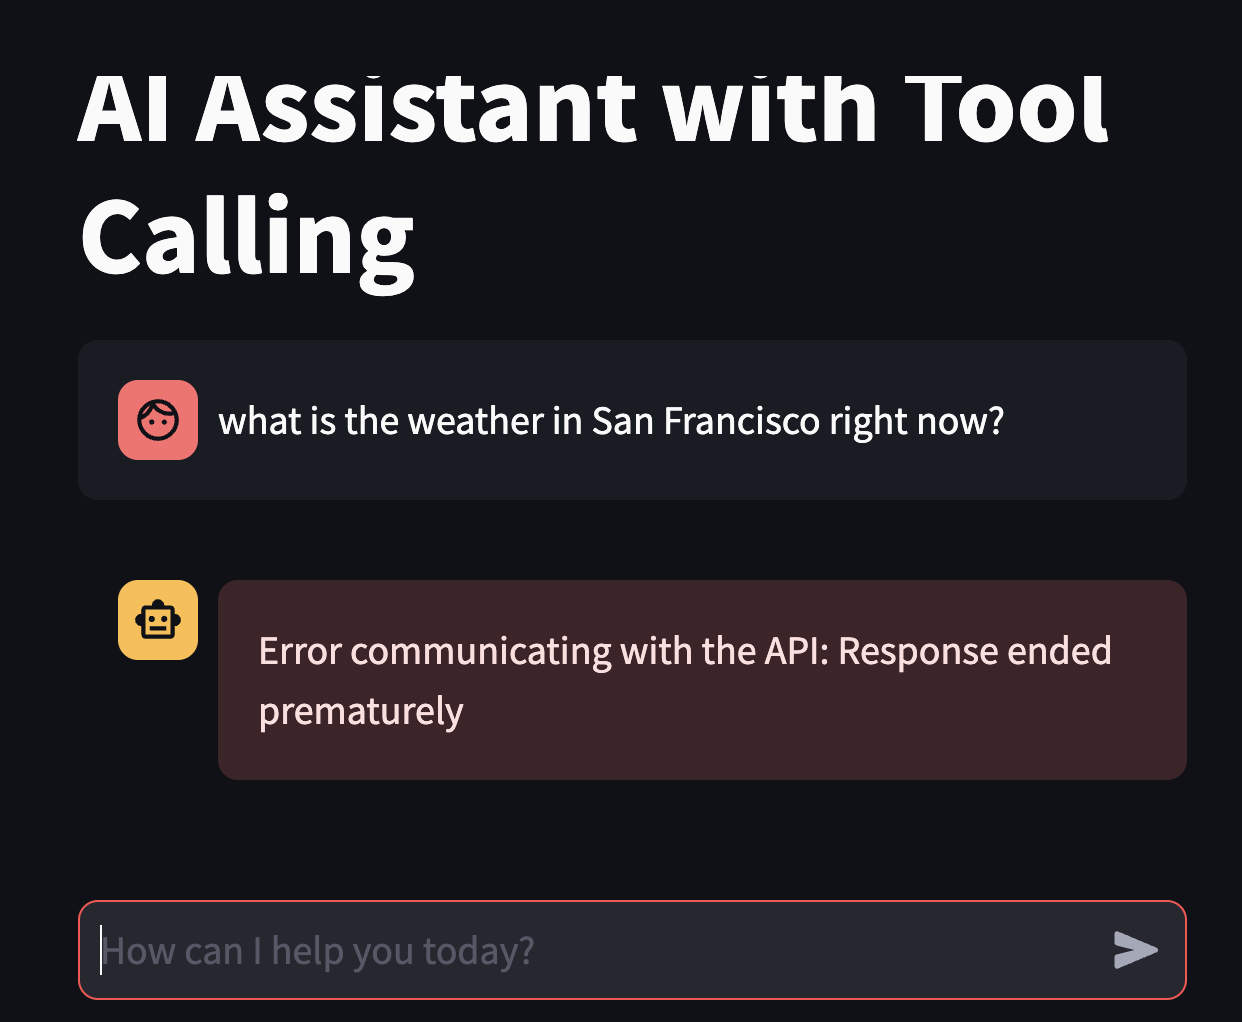 AI Assistant with Tool
Calling
what is the weather in San Francisco right now?
Error communicating with the API: Response ended
prematurely
How can I help you today?